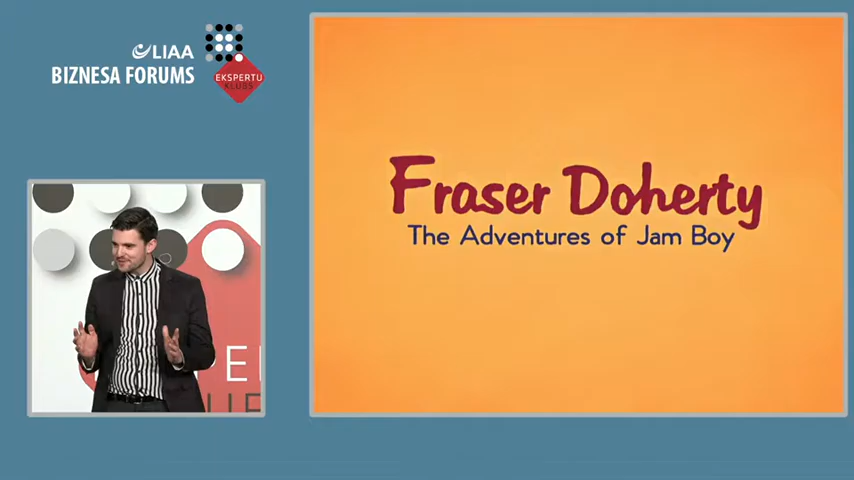 LIAA
BIZNESA FORUMS
EKSPERTU
KLUBS
Fraser Doherty
The Adventures of Jam Boy